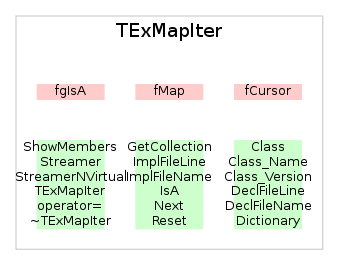 TExMapIter
fgIsA fMap fCursor
ShowMembers GetCollection Class
Streamer ImplFileLine Class_Name
StreamerNVirtual ImplFileName Class_Version
TExMapIter IsA DeclFileLine
operator= Next DeclFileName
~TExMapIter Reset Dictionary